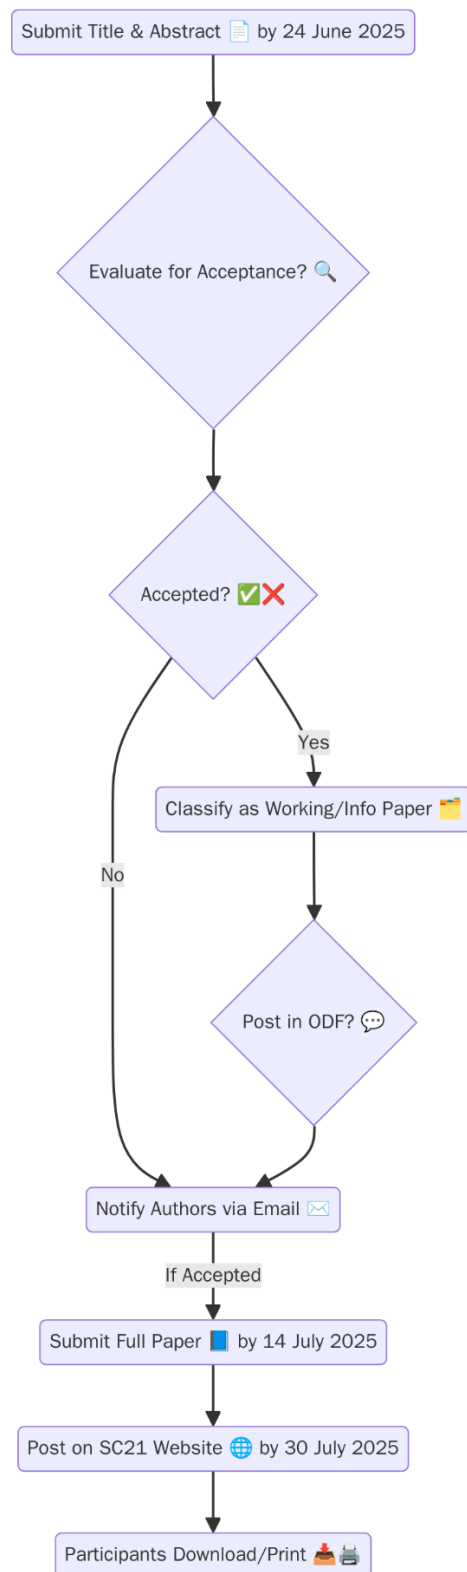 Submit Title & Abstract 📄 by 24 June 2025
Evaluate for Acceptance? 🔍
Accepted? ✅❌
Yes
Classify as Working/Info Paper 🗂️
No
Post in ODF? 💬
Notify Authors via Email ✉️
If Accepted
Submit Full Paper 📘 by 14 July 2025
Post on SC21 Website 🌐 by 30 July 2025
Participants Download/Print 📥🖨️